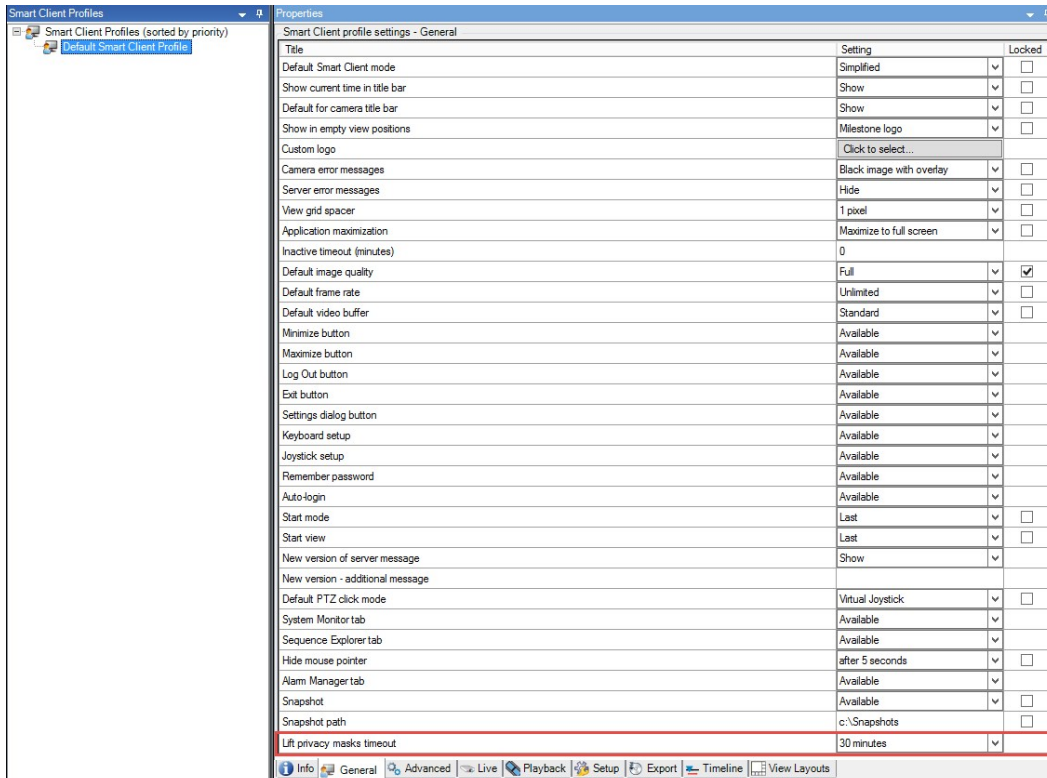 Smart Client Profiles
Smart Client Profiles (sorted by priority)
Default Smart Client Profile
Properties
Smart Client profile settings - General
Title Setting Locked
Default Smart Client mode Simplified
Show current time in title bar Show
Default for camera title bar Show
Show in empty view positions Milestone logo
Custom logo Click to select...
Camera error messages Black image with overlay
Server error messages Hide
View grid spacer 1 pixel
Application maximization Maximize to full screen
Inactive timeout (minutes) 0
Default image quality Full
Default frame rate Unlimited
Default video buffer Standard
Minimize button Available
Maximize button Available
Log Out button Available
Exit button Available
Settings dialog button Available
Keyboard setup Available
Joystick setup Available
Remember password Available
Auto-login Available
Start mode Last
Start view Last
New version of server message Show
New version - additional message
Default PTZ click mode Virtual Joystick
System Monitor tab Available
Sequence Explorer tab Available
Hide mouse pointer after 5 seconds
Alarm Manager tab Available
Snapshot Available
Snapshot path c:\Snapshots
Lift privacy masks timeout 30 minutes
Info General Advanced Live Playback Setup Export Timeline View Layouts